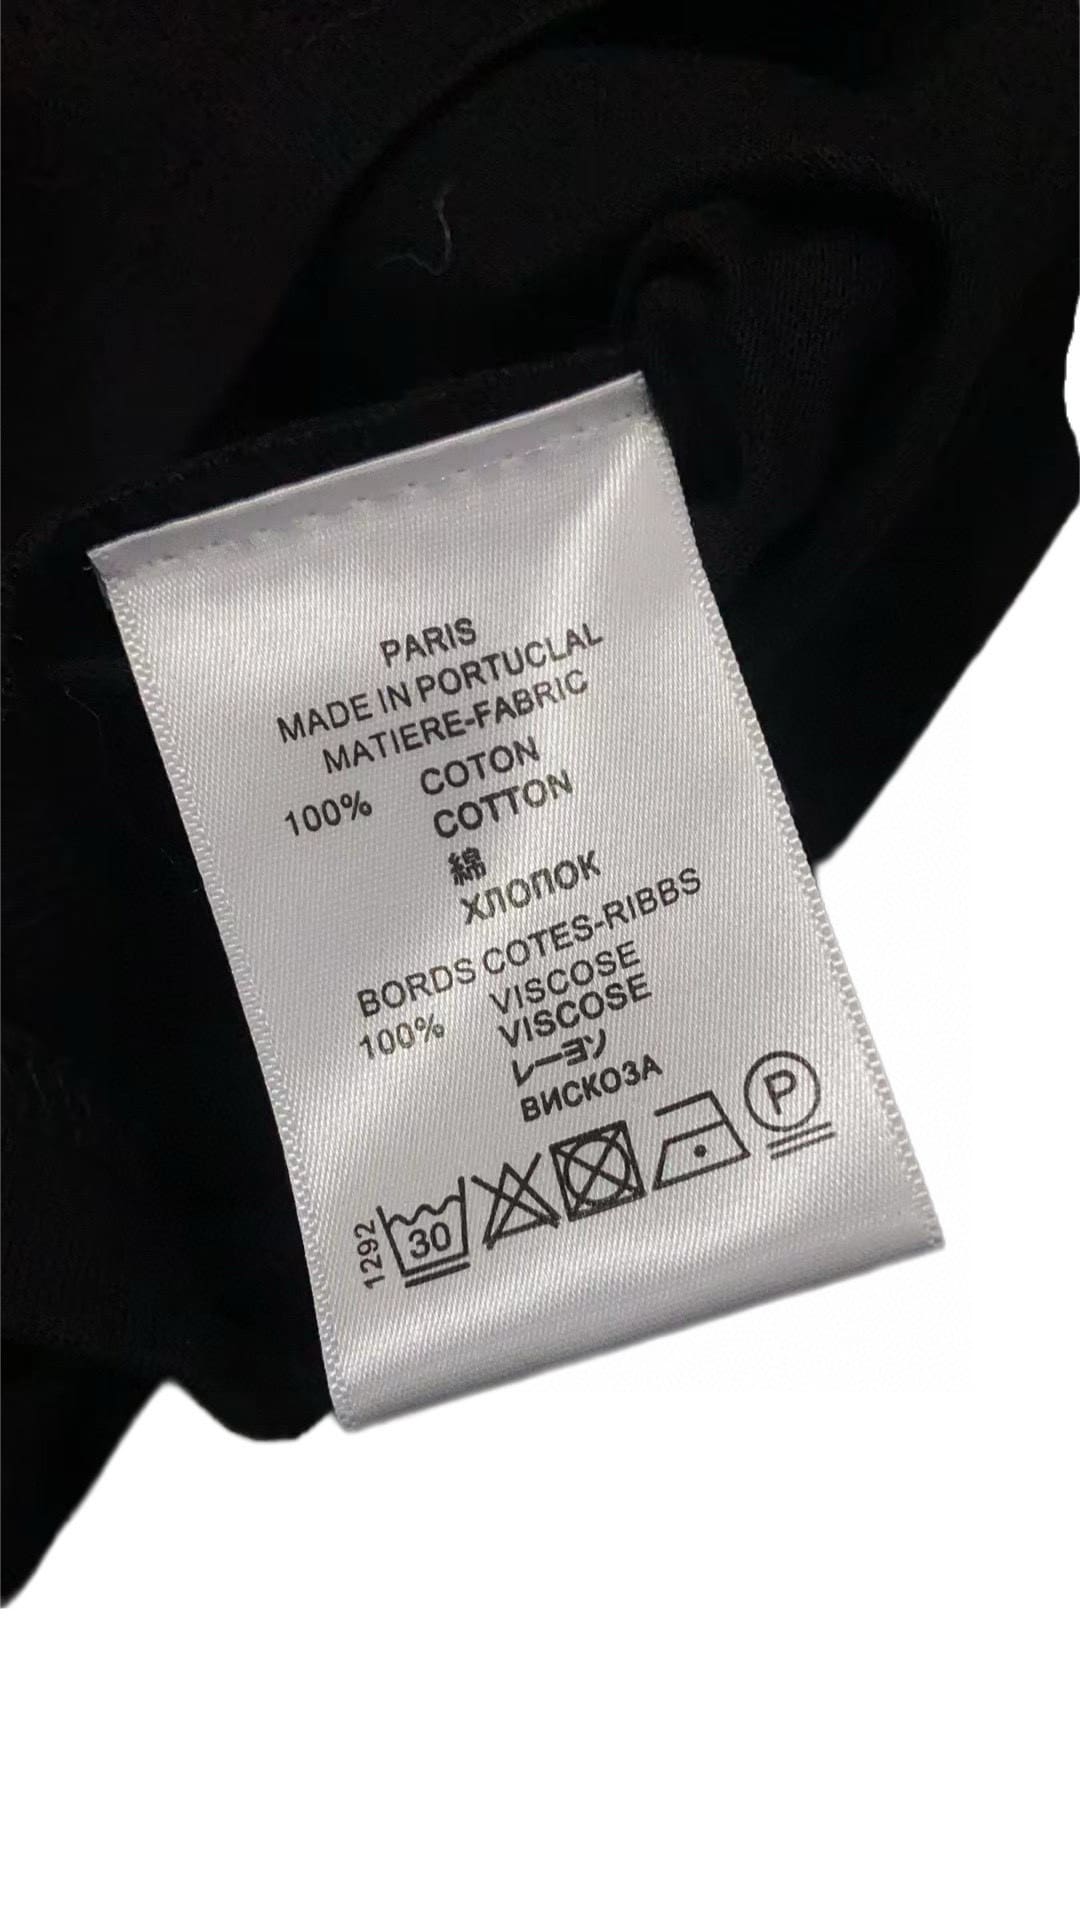 PARIS
MADE IN PORTUCLAL
MATIERE-FABRIC
100% COTON
COTTON
綿
ХЛОПОК
BORDS COTES-RIBBS
100% VISCOSE
VISCOSE
レーヨン
ВИСКОЗА
1292 30 P